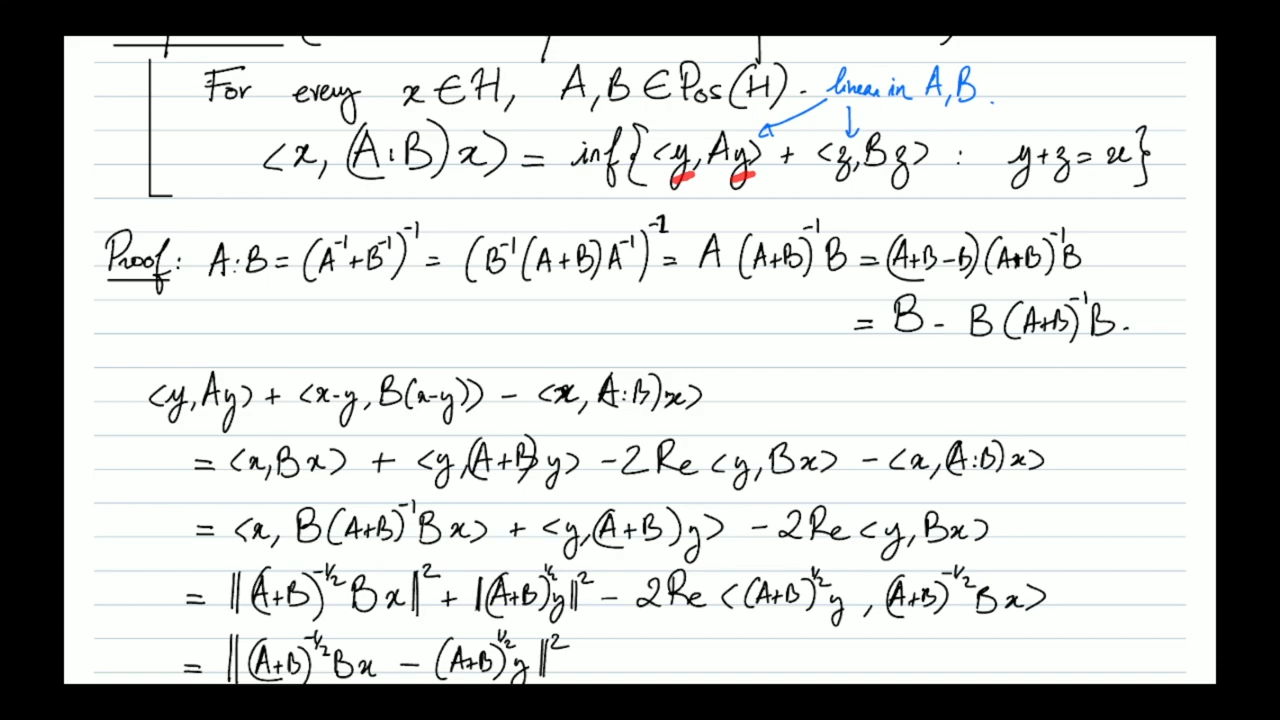 For every x ∈ H, A, B ∈ Pos(H). linear in A, B.
<x, (A:B)x> = inf{<y, Ay> + <z, Bz> : y+z = x}
Proof: A:B = (A⁻¹+B⁻¹)⁻¹ = (B⁻¹(A+B)A⁻¹)⁻¹ = A(A+B)⁻¹B = (A+B-B)(A+B)⁻¹B
= B - B(A+B)⁻¹B.
<y, Ay> + <x-y, B(x-y)> - <x, A:B)x>
= <x, Bx> + <y, (A+B)y> - 2Re<y, Bx> - <x, (A:B)x>
= <x, B(A+B)⁻¹Bx> + <y, (A+B)y> - 2Re<y, Bx>
= ||(A+B)^{-1/2}Bx||² + ||(A+B)^{1/2}y||² - 2Re<(A+B)^{1/2}y, (A+B)^{-1/2}Bx>
= ||(A+B)^{-1/2}Bx - (A+B)^{1/2}y||²